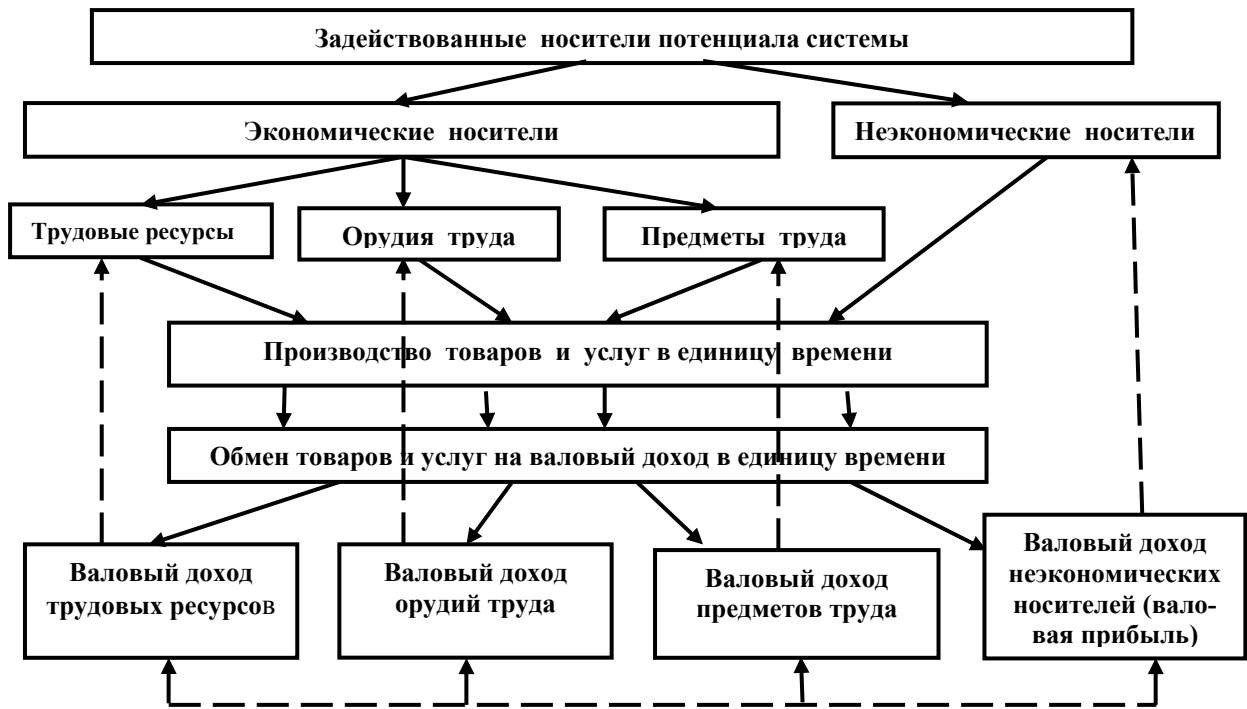 Задействованные носители потенциала системы
Экономические носители
Неэкономические носители
Трудовые ресурсы
Орудия труда
Предметы труда
Производство товаров и услуг в единицу времени
Обмен товаров и услуг на валовый доход в единицу времени
Валовый доход
трудовых ресурсов
Валовый доход
орудий труда
Валовый доход
предметов труда
Валовый доход
неэкономических
носителей (вало-
вая прибыль)